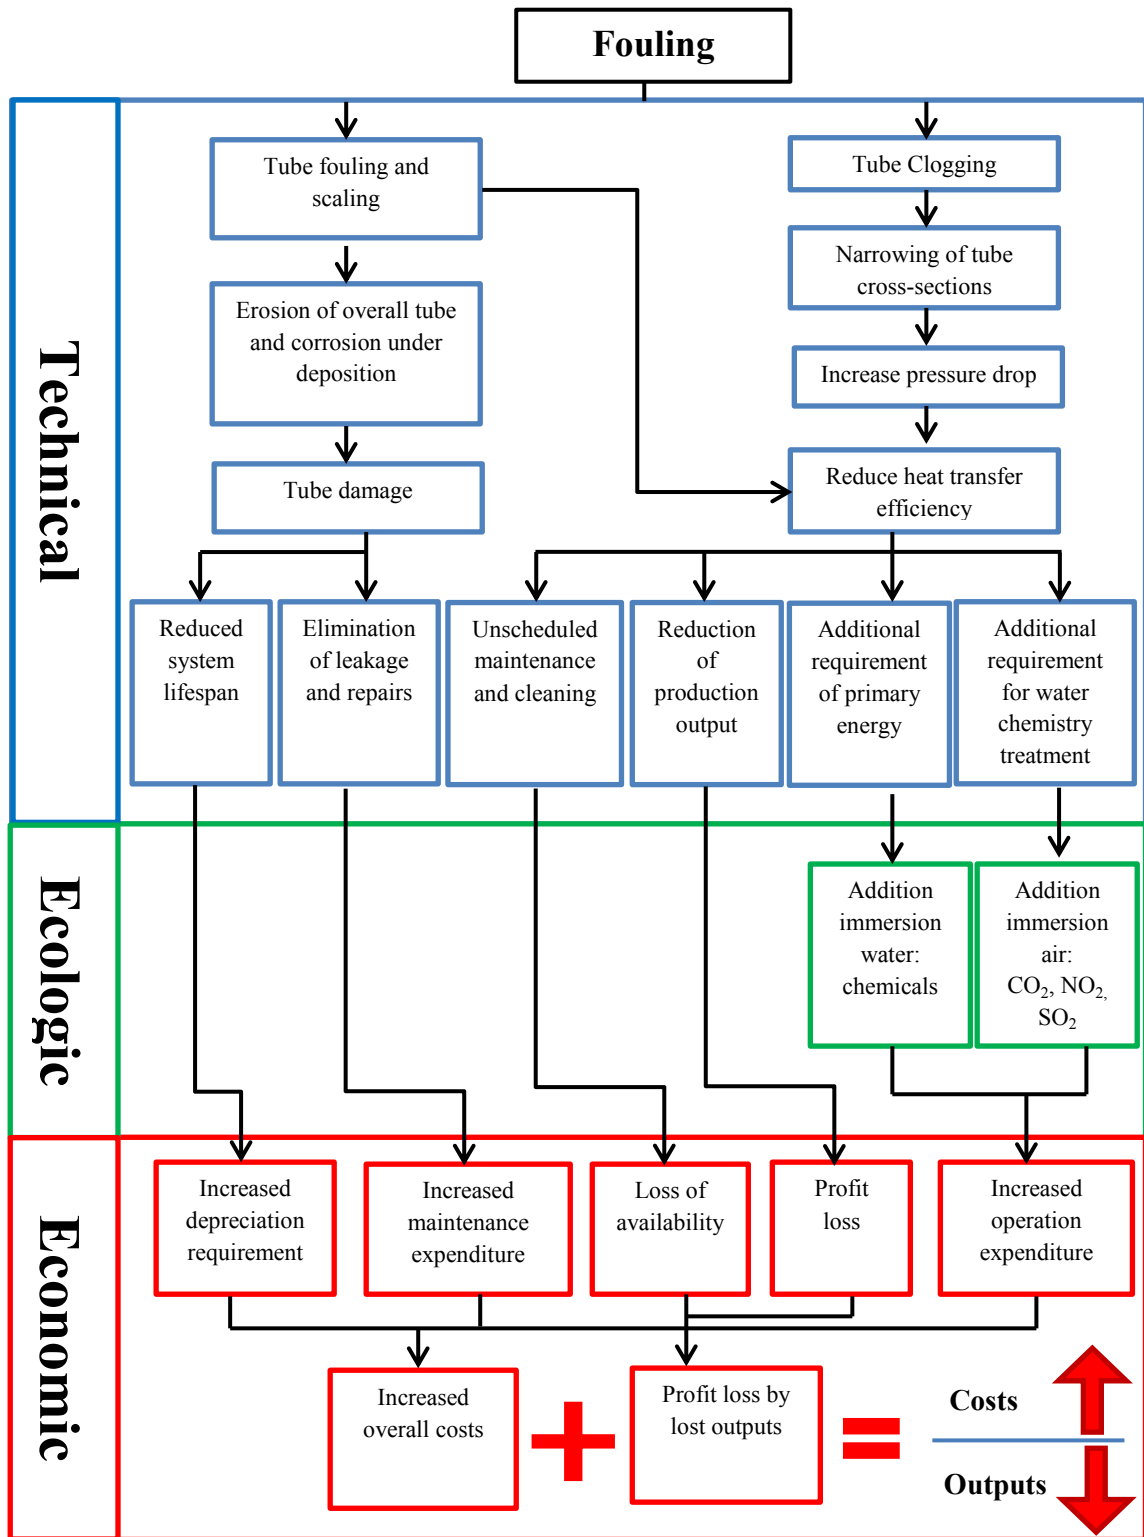 Fouling
Technical
Tube fouling and
scaling
Tube Clogging
Narrowing of tube
cross-sections
Erosion of overall tube
and corrosion under
deposition
Increase pressure drop
Tube damage
Reduce heat transfer
efficiency
Reduced
system
lifespan
Elimination
of leakage
and repairs
Unscheduled
maintenance
and cleaning
Reduction
of
production
output
Additional
requirement
of primary
energy
Additional
requirement
for water
chemistry
treatment
Ecologic
Addition
immersion
water:
chemicals
Addition
immersion
air:
CO₂, NO₂,
SO₂
Economic
Increased
depreciation
requirement
Increased
maintenance
expenditure
Loss of
availability
Profit
loss
Increased
operation
expenditure
Increased
overall costs
+
Profit loss by
lost outputs
=
Costs
Outputs